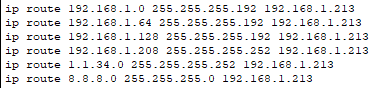 ip route 192.168.1.0 255.255.255.192 192.168.1.213
ip route 192.168.1.64 255.255.255.192 192.168.1.213
ip route 192.168.1.128 255.255.255.192 192.168.1.213
ip route 192.168.1.208 255.255.255.252 192.168.1.213
ip route 1.1.34.0 255.255.255.252 192.168.1.213
ip route 8.8.8.0 255.255.255.0 192.168.1.213